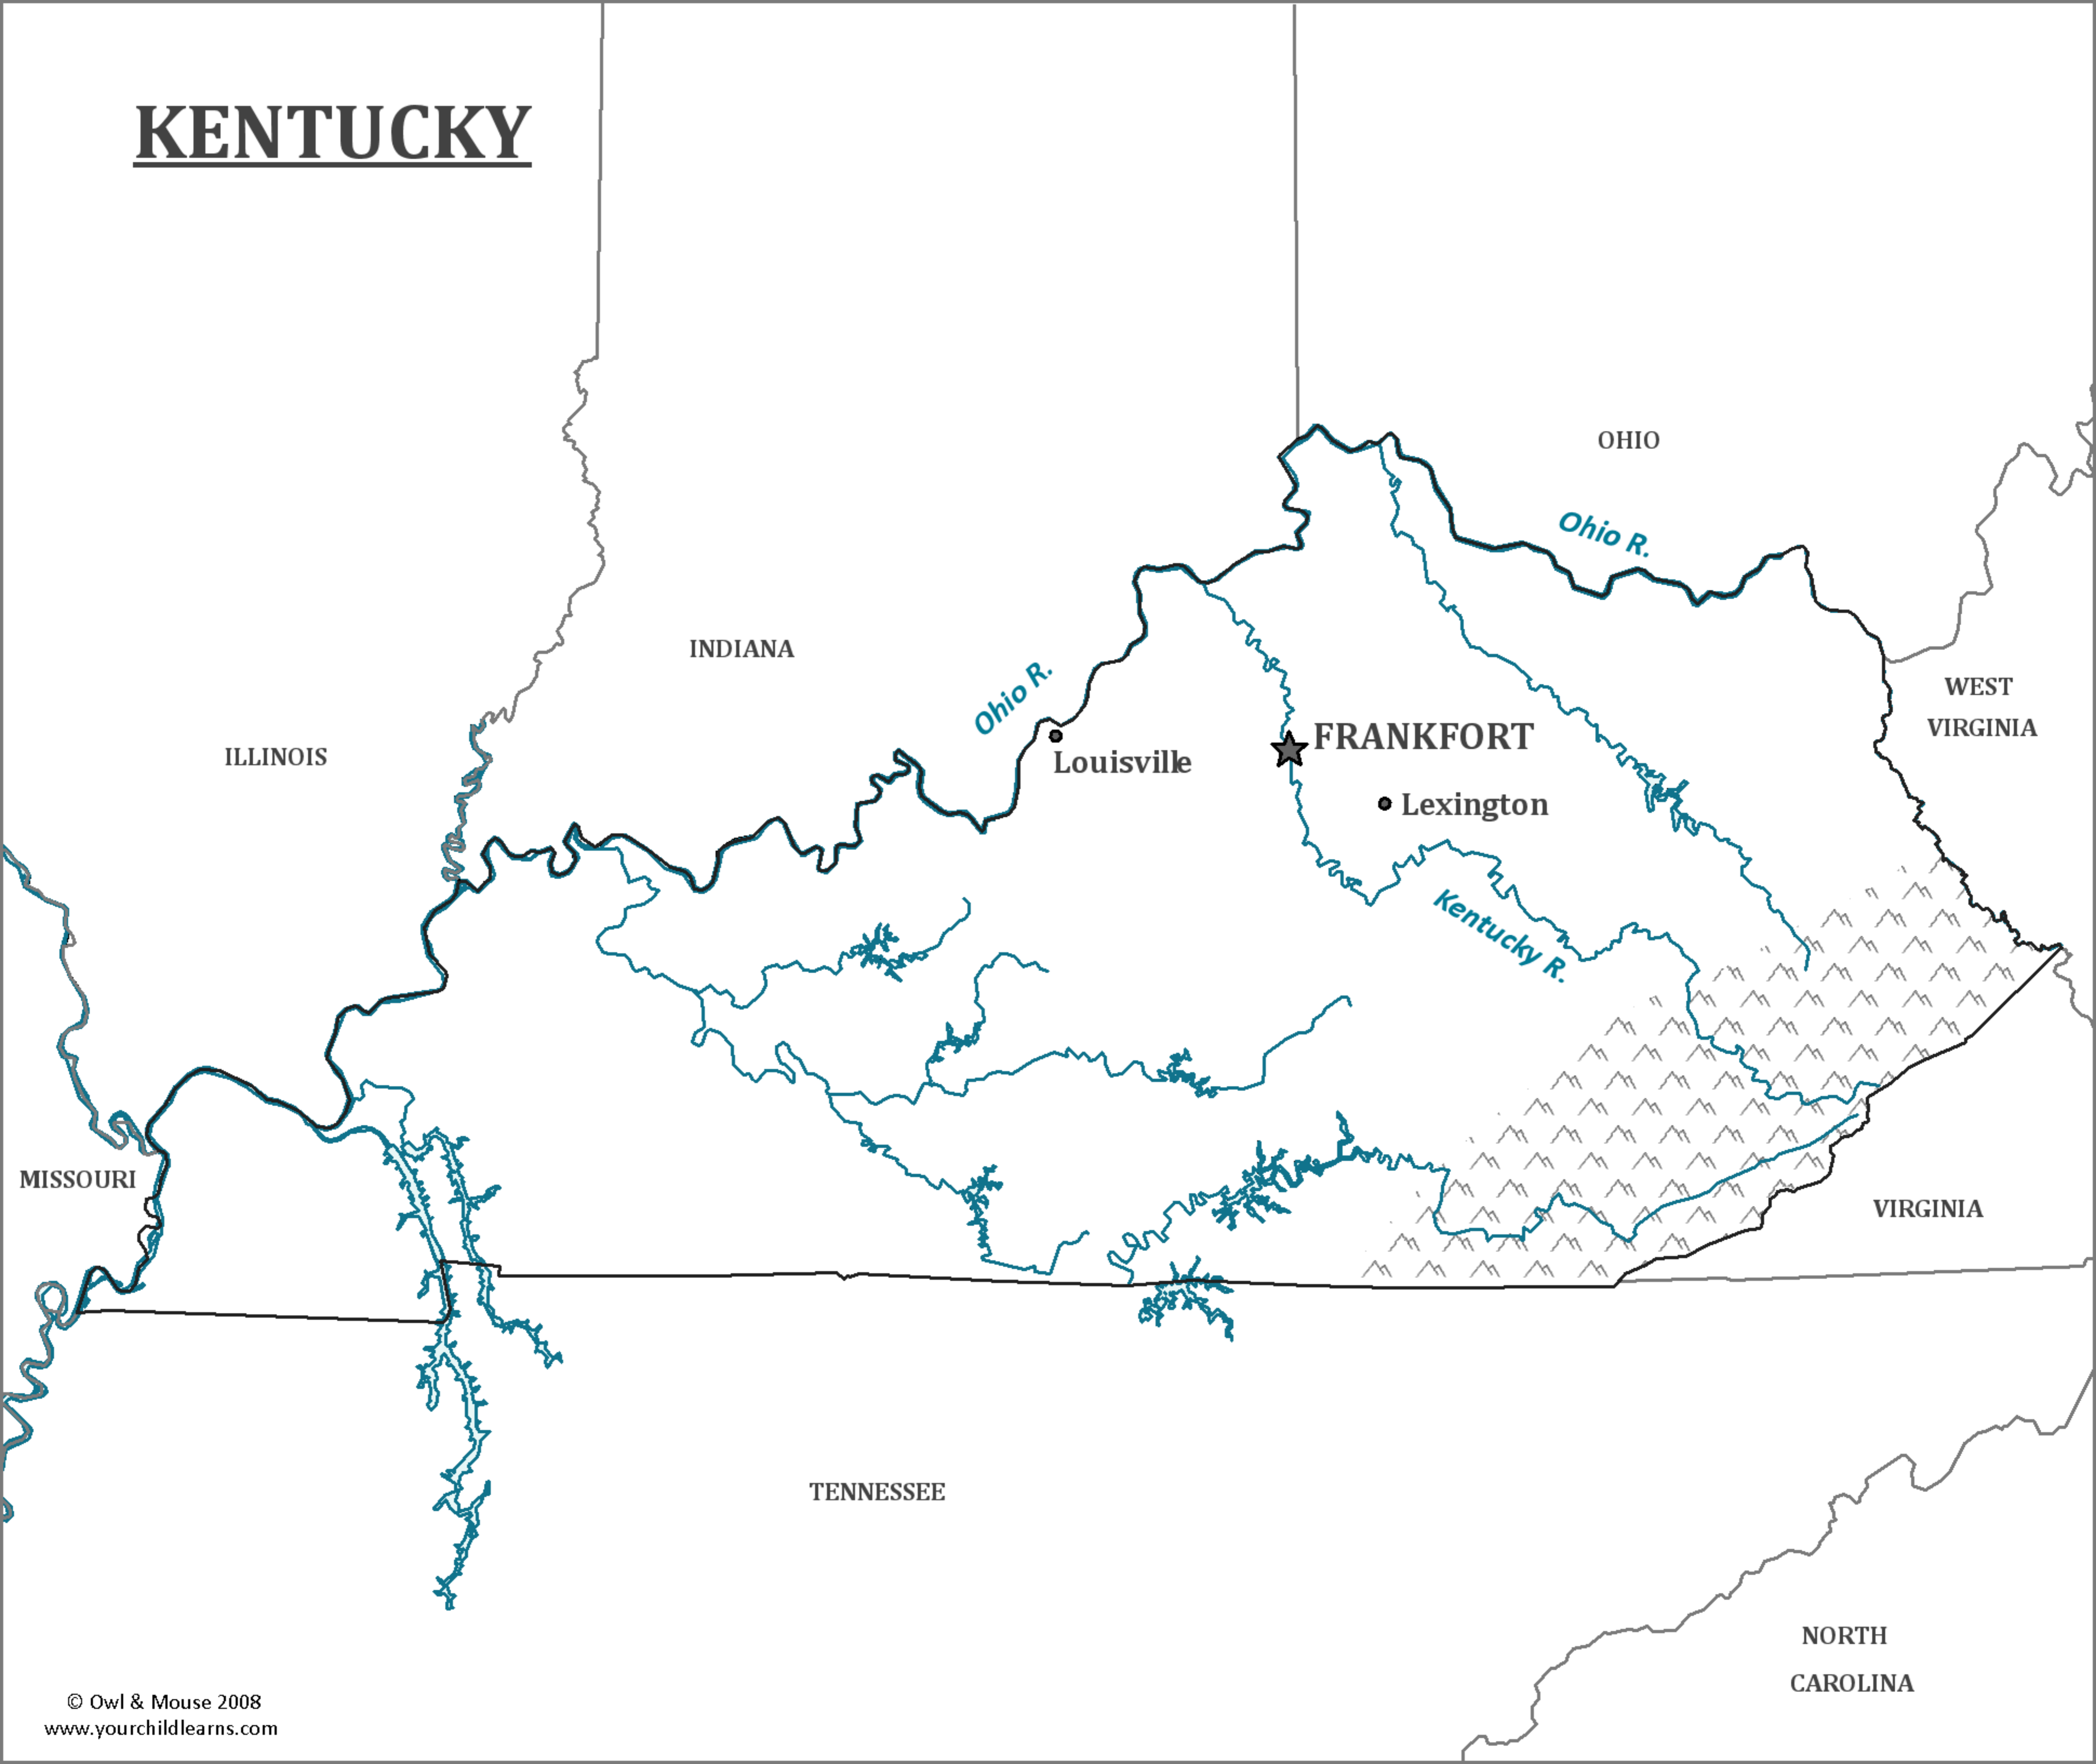 KENTUCKY
OHIO
Ohio R.
INDIANA
Ohio R.
WEST
VIRGINIA
ILLINOIS
FRANKFORT
Louisville
Lexington
Kentucky R.
MISSOURI
VIRGINIA
TENNESSEE
NORTH
CAROLINA
© Owl & Mouse 2008
www.yourchildlearns.com